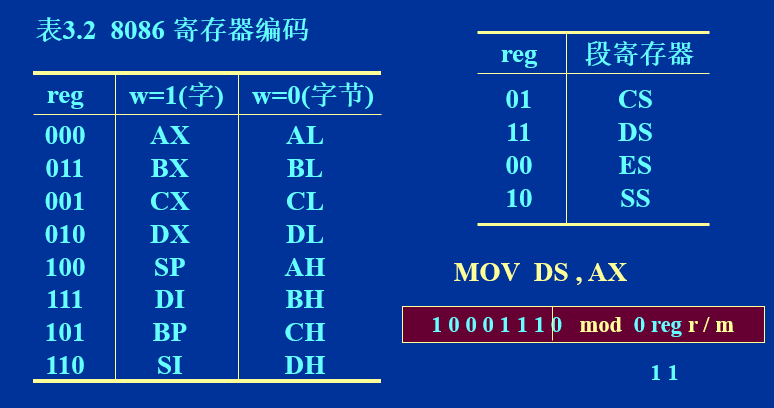 表3.2 8086 寄存器编码
reg w=1(字) w=0(字节)
000 AX AL
011 BX BL
001 CX CL
010 DX DL
100 SP AH
111 DI BH
101 BP CH
110 SI DH
reg 段寄存器
01 CS
11 DS
00 ES
10 SS
MOV DS , AX
1 0 0 0 1 1 1 0 mod 0 reg r / m
1 1